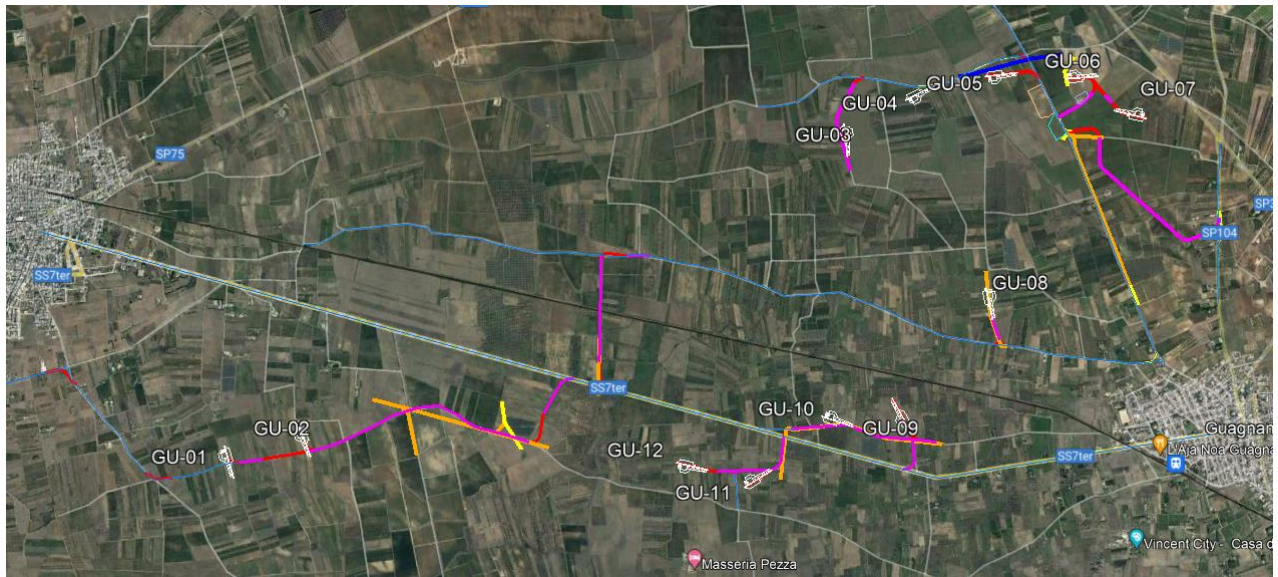 GU-06
GU-05
GU-07
GU-04
GU-03
SP75
SP3
SP104
SS7ter
GU-08
SS7ter
GU-10
GU-02
GU-09
Guagnan
GU-01
GU-12
L'Aja Noa Guagna
SS7ter
GU-11
Vincent City - Casa d
Masseria Pezza